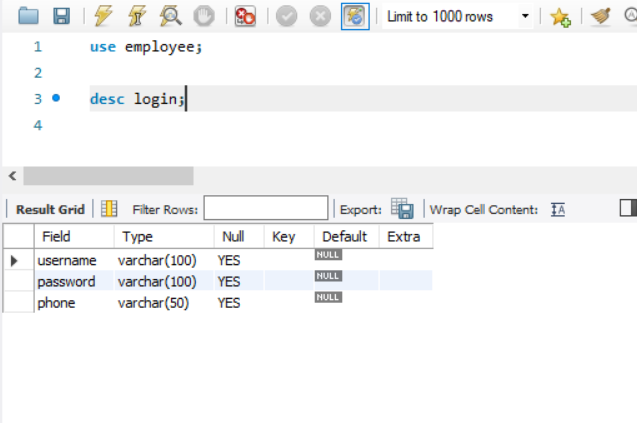 Limit to 1000 rows
1 use employee;
2
3 desc login;
4
Result Grid Filter Rows: Export: Wrap Cell Content:
Field Type Null Key Default Extra
username varchar(100) YES NULL
password varchar(100) YES NULL
phone varchar(50) YES NULL